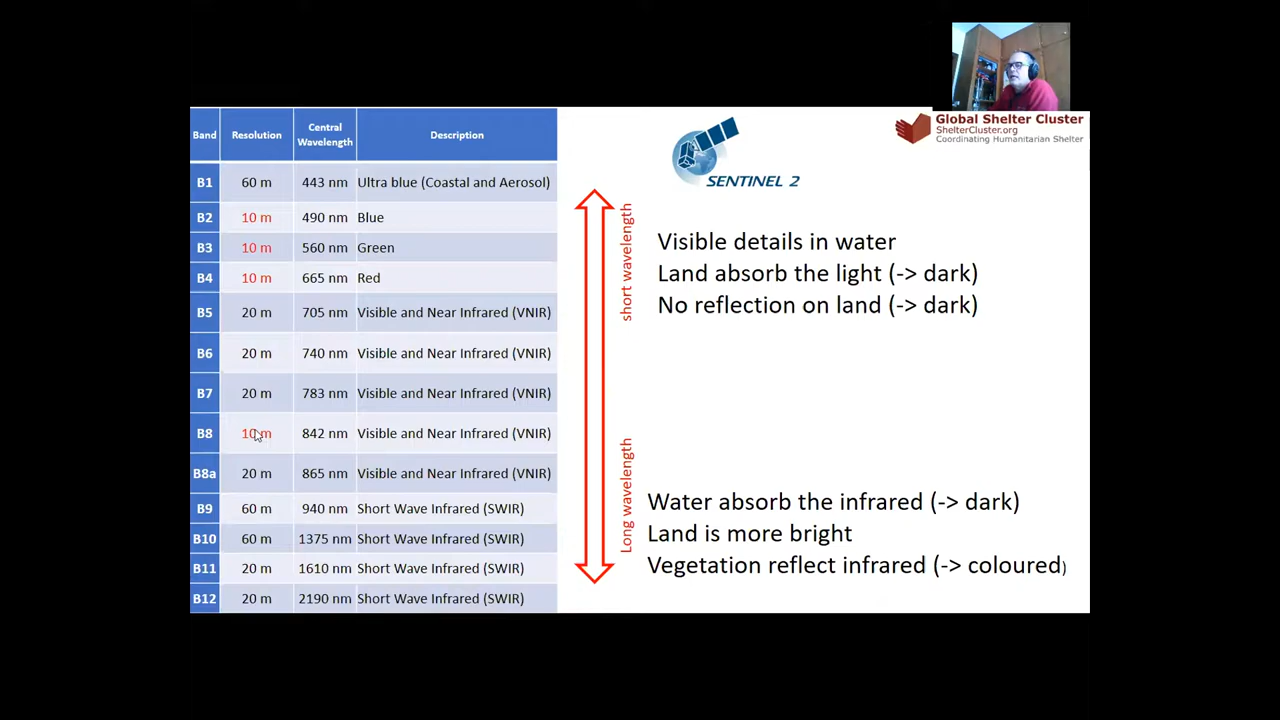 Global Shelter Cluster
ShelterCluster.org
Coordinating Humanitarian Shelter
SENTINEL 2
Band Resolution Central Wavelength Description
B1 60 m 443 nm Ultra blue (Coastal and Aerosol)
B2 10 m 490 nm Blue
B3 10 m 560 nm Green
B4 10 m 665 nm Red
B5 20 m 705 nm Visible and Near Infrared (VNIR)
B6 20 m 740 nm Visible and Near Infrared (VNIR)
B7 20 m 783 nm Visible and Near Infrared (VNIR)
B8 10 m 842 nm Visible and Near Infrared (VNIR)
B8a 20 m 865 nm Visible and Near Infrared (VNIR)
B9 60 m 940 nm Short Wave Infrared (SWIR)
B10 60 m 1375 nm Short Wave Infrared (SWIR)
B11 20 m 1610 nm Short Wave Infrared (SWIR)
B12 20 m 2190 nm Short Wave Infrared (SWIR)
short wavelength
Long wavelength
Visible details in water
Land absorb the light (-> dark)
No reflection on land (-> dark)
Water absorb the infrared (-> dark)
Land is more bright
Vegetation reflect infrared (-> coloured)